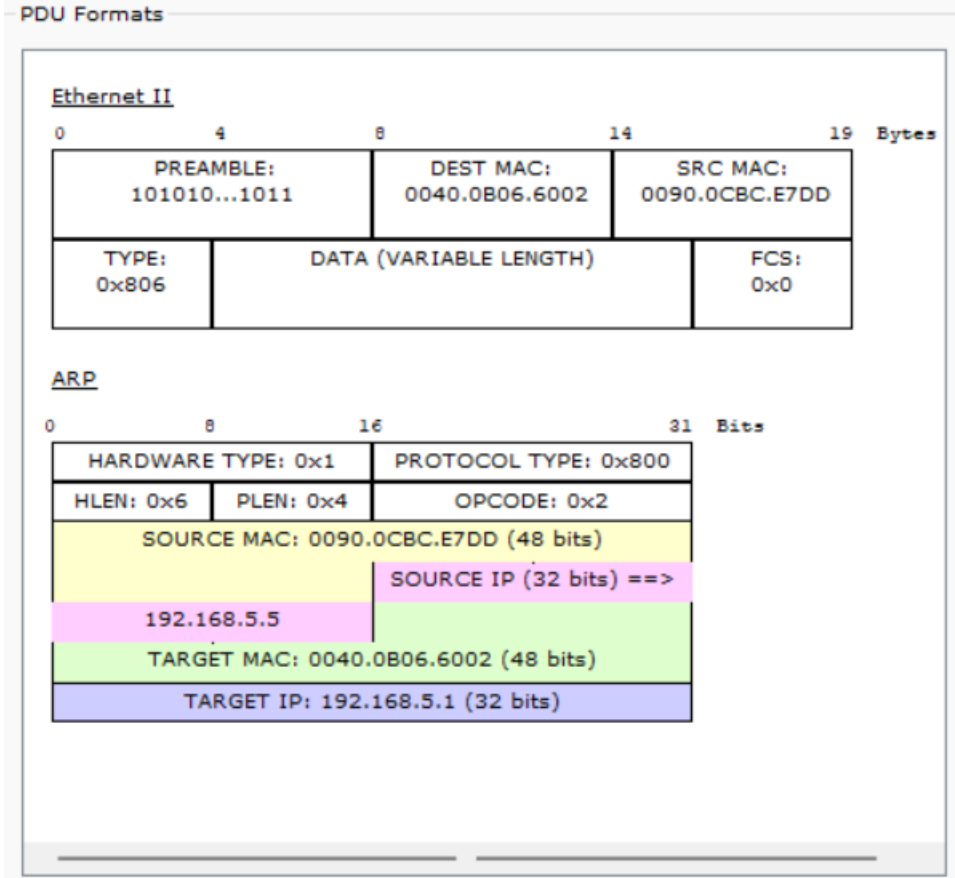 PDU Formats
Ethernet II
0 4 8 14 19 Bytes
PREAMBLE: DEST MAC: SRC MAC:
101010...1011 0040.0B06.6002 0090.0CBC.E7DD
TYPE: DATA (VARIABLE LENGTH) FCS:
0x806 0x0
ARP
0 8 16 31 Bits
HARDWARE TYPE: 0x1 PROTOCOL TYPE: 0x800
HLEN: 0x6 PLEN: 0x4 OPCODE: 0x2
SOURCE MAC: 0090.0CBC.E7DD (48 bits)
SOURCE IP (32 bits) ==>
192.168.5.5
TARGET MAC: 0040.0B06.6002 (48 bits)
TARGET IP: 192.168.5.1 (32 bits)